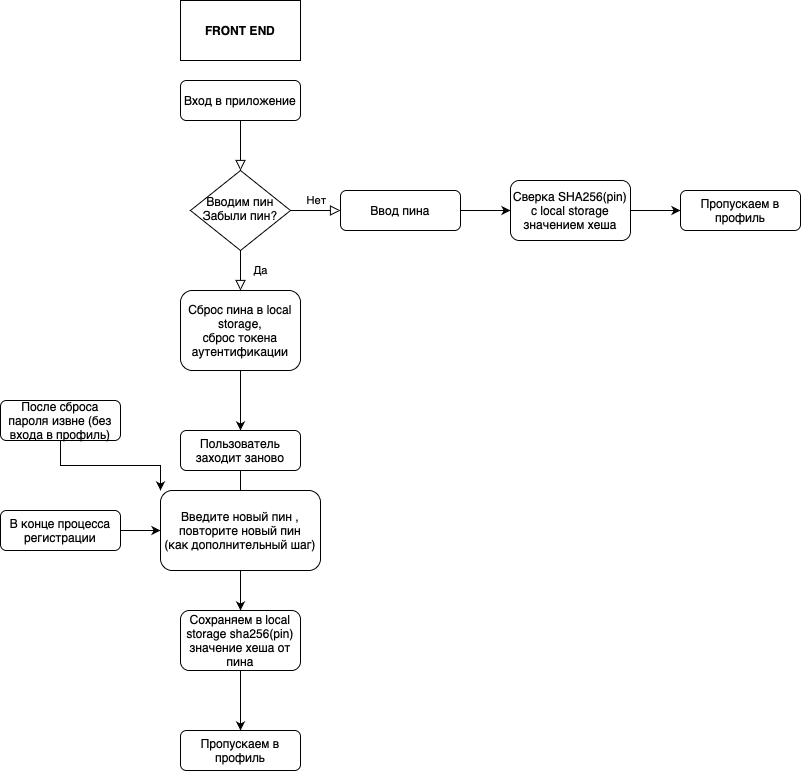 FRONT END
Вход в приложение
Вводим пин
Забыли пин?
Нет
Ввод пина
Сверка SHA256(pin)
с local storage
значением хеша
Пропускаем в
профиль
Да
Сброс пина в local
storage,
сброс токена
аутентификации
После сброса
пароля извне (без
входа в профиль)
Пользователь
заходит заново
В конце процесса
регистрации
Введите новый пин ,
повторите новый пин
(как дополнительный шаг)
Сохраняем в local
storage sha256(pin)
значение хеша от
пина
Пропускаем в
профиль